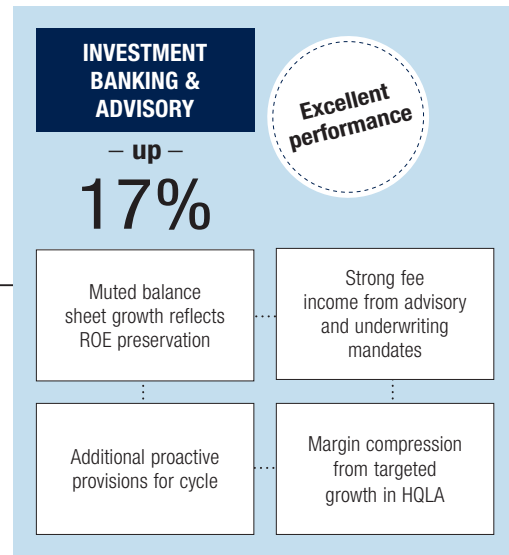 INVESTMENT
BANKING &
ADVISORY
– up –
17%
Excellent
performance
Muted balance
sheet growth reflects
ROE preservation
Strong fee
income from advisory
and underwriting
mandates
Additional proactive
provisions for cycle
Margin compression
from targeted
growth in HQLA